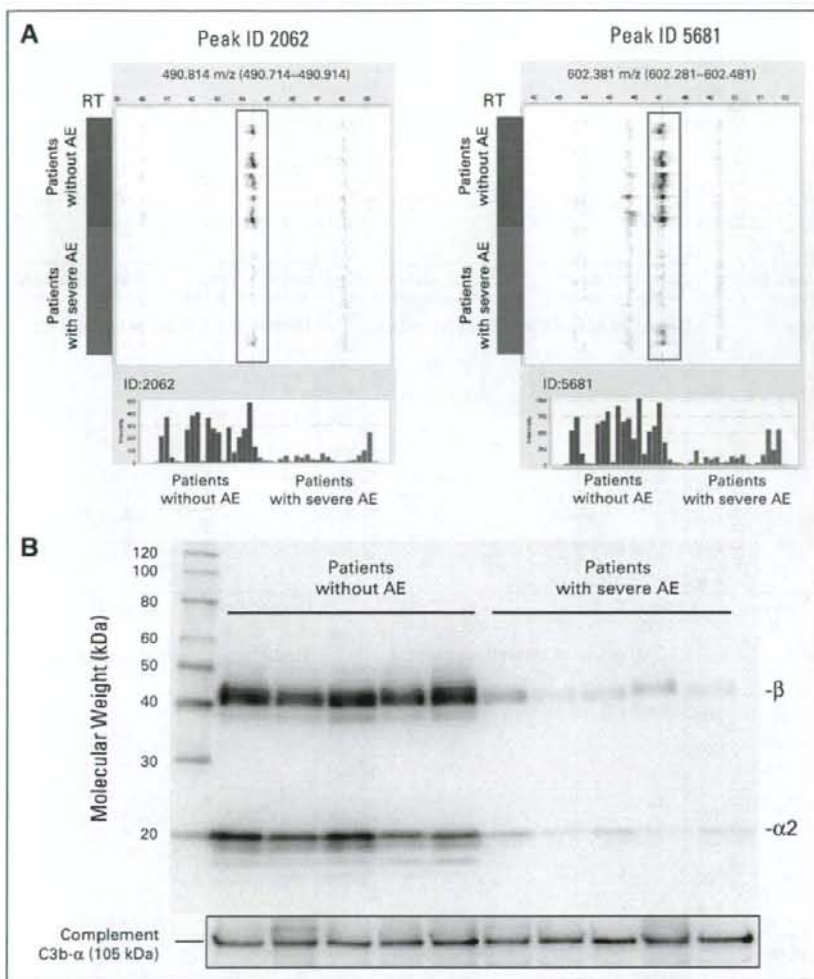 A
Peak ID 2062
490.814 m/z (490.714–490.914)
RT
Patients
without AE
Patients
with severe AE
ID:2062
Patients
without AE
Patients
with severe AE
Peak ID 5681
602.381 m/z (602.281–602.481)
RT
Patients
without AE
Patients
with severe AE
ID:5681
Patients
without AE
Patients
with severe AE
B
Patients
without AE
Patients
with severe AE
Molecular Weight (kDa)
120
100
80
60
50
40
30
20
-β
-α2
Complement
C3b-α (105 kDa)